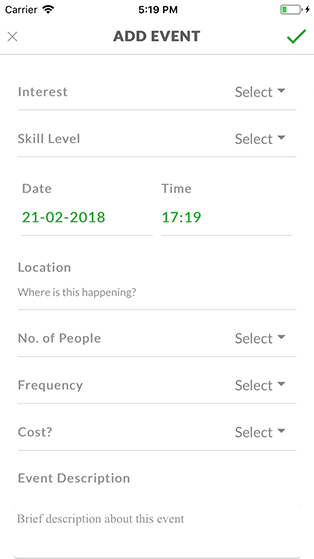 Carrier 5:19 PM
ADD EVENT
Interest Select
Skill Level Select
Date Time
21-02-2018 17:19
Location
Where is this happening?
No. of People Select
Frequency Select
Cost? Select
Event Description
Brief description about this event